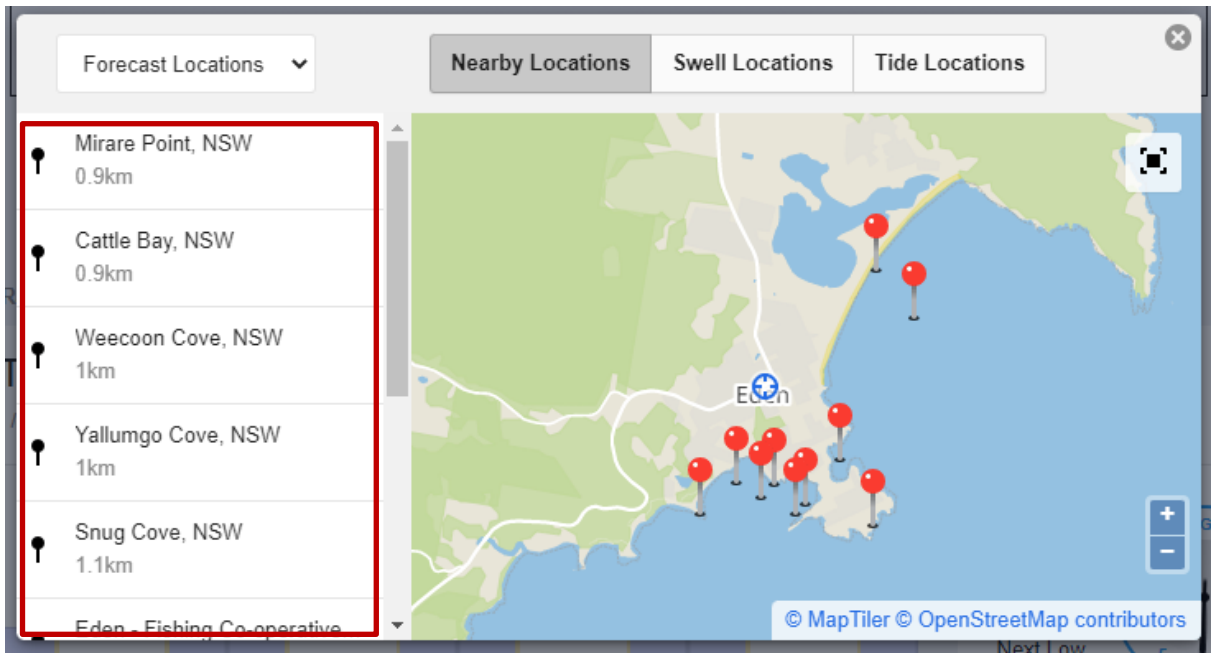 Forecast Locations
Nearby Locations
Swell Locations
Tide Locations
Mirare Point, NSW
0.9km
Cattle Bay, NSW
0.9km
Weecoon Cove, NSW
1km
Yallumgo Cove, NSW
1km
Snug Cove, NSW
1.1km
Eden - Fishing Co-operative
Eden
+
−
© MapTiler © OpenStreetMap contributors
Next Low